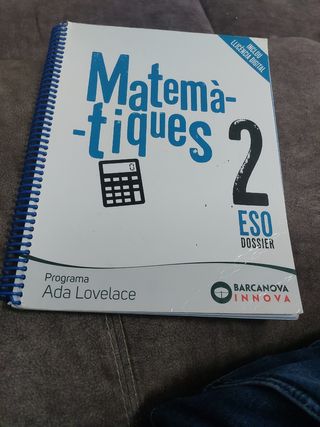 INCLOU
LLICÈNCIA DIGITAL
Matemà-
-tiques 2
ESO
DOSSIER
Programa
Ada Lovelace
BARCANOVA
INNOVA